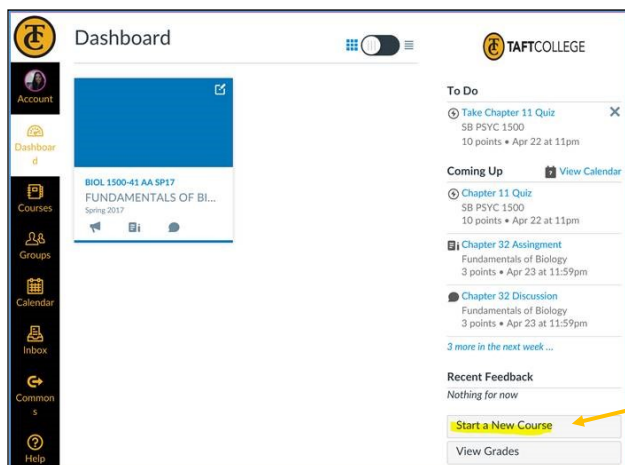 Dashboard
TAFTCOLLEGE
Account
Dashboar
d
Courses
Groups
Calendar
Inbox
Common
s
Help
BIOL 1500-41 AA SP17
FUNDAMENTALS OF BI...
Spring 2017
To Do
Take Chapter 11 Quiz
SB PSYC 1500
10 points • Apr 22 at 11pm
Coming Up
View Calendar
Chapter 11 Quiz
SB PSYC 1500
10 points • Apr 22 at 11pm
Chapter 32 Assingment
Fundamentals of Biology
3 points • Apr 23 at 11:59pm
Chapter 32 Discussion
Fundamentals of Biology
3 points • Apr 23 at 11:59pm
3 more in the next week ...
Recent Feedback
Nothing for now
Start a New Course
View Grades